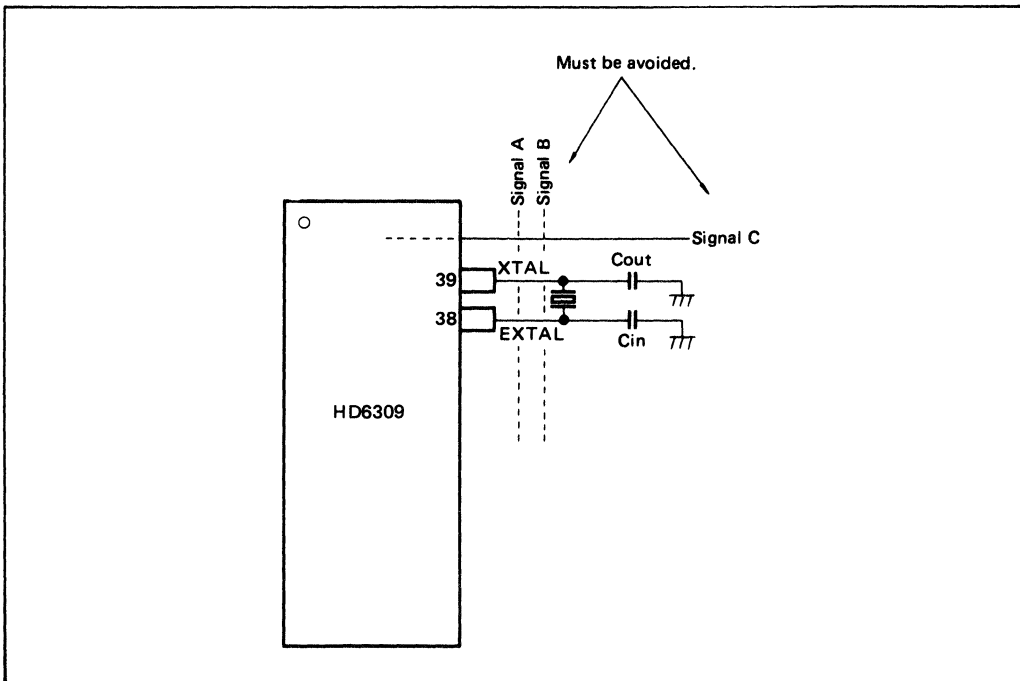 Must be avoided.
Signal A
Signal B
Signal C
39
XTAL
Cout
38
EXTAL
Cin
HD6309